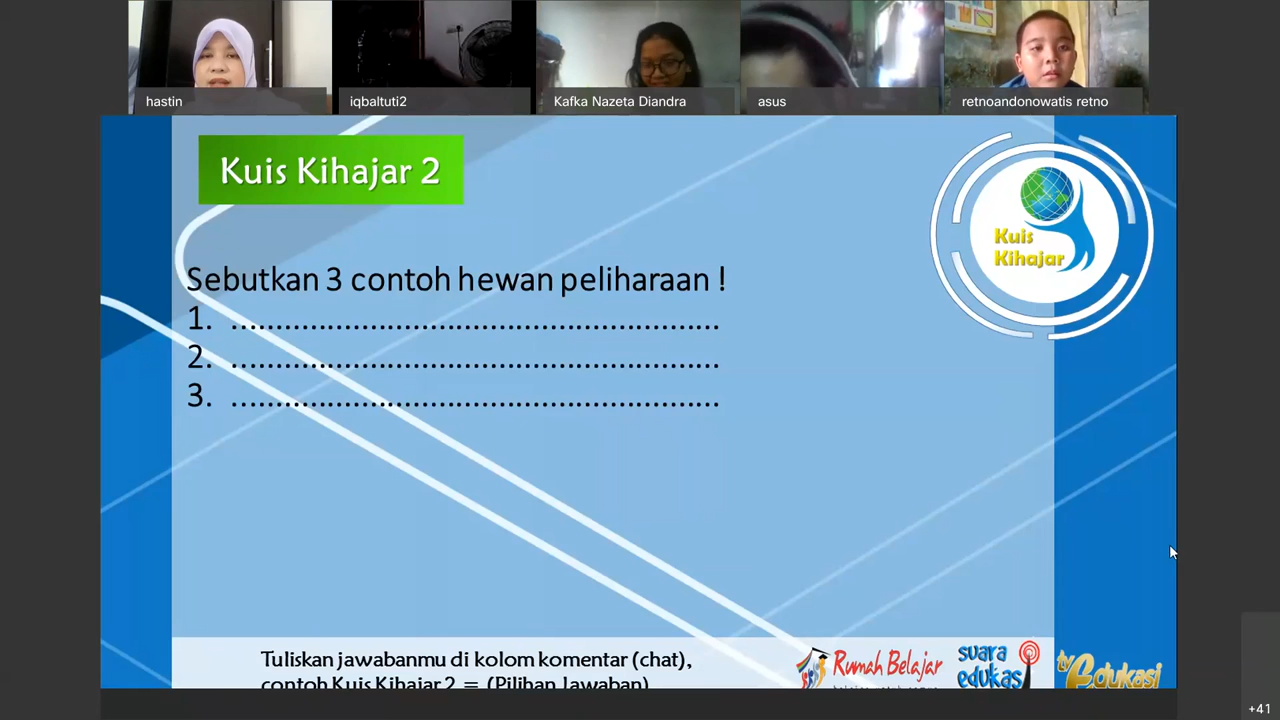 hastin
iqbaltuti2
Kafka Nazeta Diandra
asus
retnoandonowatis retno
Kuis Kihajar 2
Kuis
Kihajar
Sebutkan 3 contoh hewan peliharaan !
1. .......................................................
2. .......................................................
3. .......................................................
Tuliskan jawabanmu di kolom komentar (chat),
contoh Kuis Kihajar 2 = (Pilihan Jawaban)
Rumah Belajar
suara
edukasi
tv Edukasi
+41